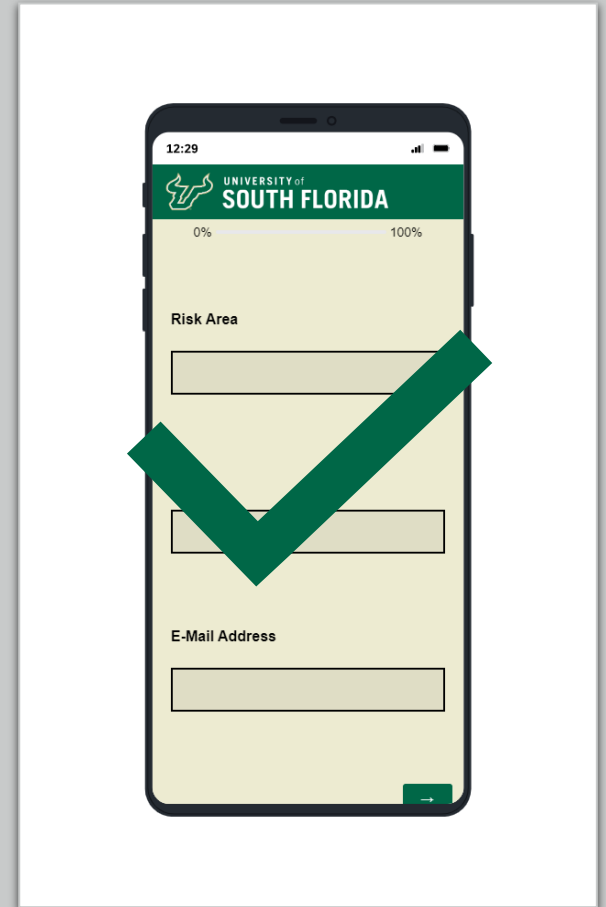 12:29
UNIVERSITY of
SOUTH FLORIDA
0% 100%
Risk Area
E-Mail Address
→